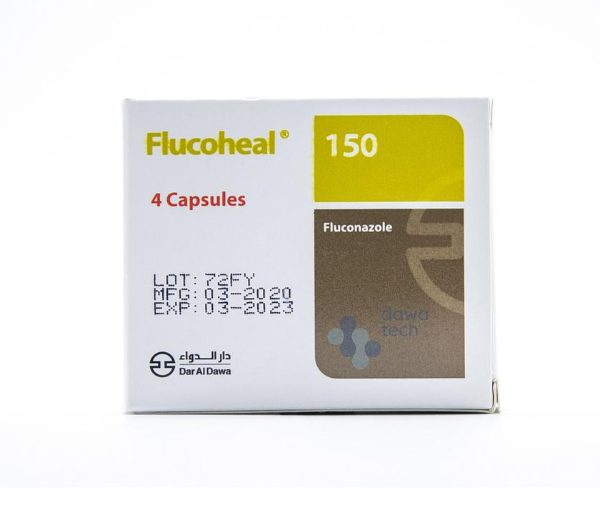 Flucoheal®
150
4 Capsules
Fluconazole
LOT: 72FY
MFG: 03-2020
EXP: 03-2023
دار الـدواء
Dar Al Dawa
dawa
tech